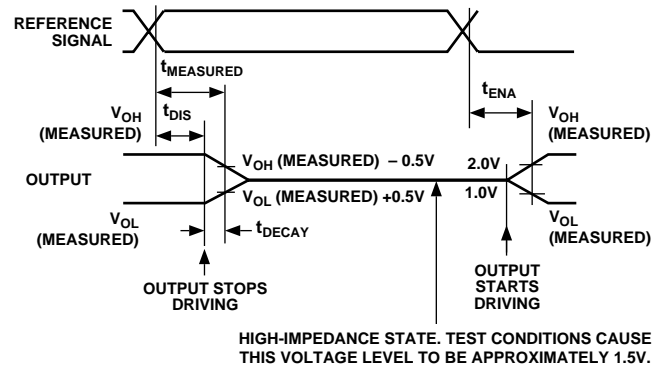 REFERENCE
SIGNAL
tMEASURED
tENA
tDIS
VOH
(MEASURED)
VOH
(MEASURED)
VOH (MEASURED) – 0.5V
2.0V
OUTPUT
VOL (MEASURED) +0.5V
1.0V
VOL
(MEASURED)
VOL
(MEASURED)
tDECAY
OUTPUT STOPS
DRIVING
OUTPUT
STARTS
DRIVING
HIGH-IMPEDANCE STATE. TEST CONDITIONS CAUSE
THIS VOLTAGE LEVEL TO BE APPROXIMATELY 1.5V.